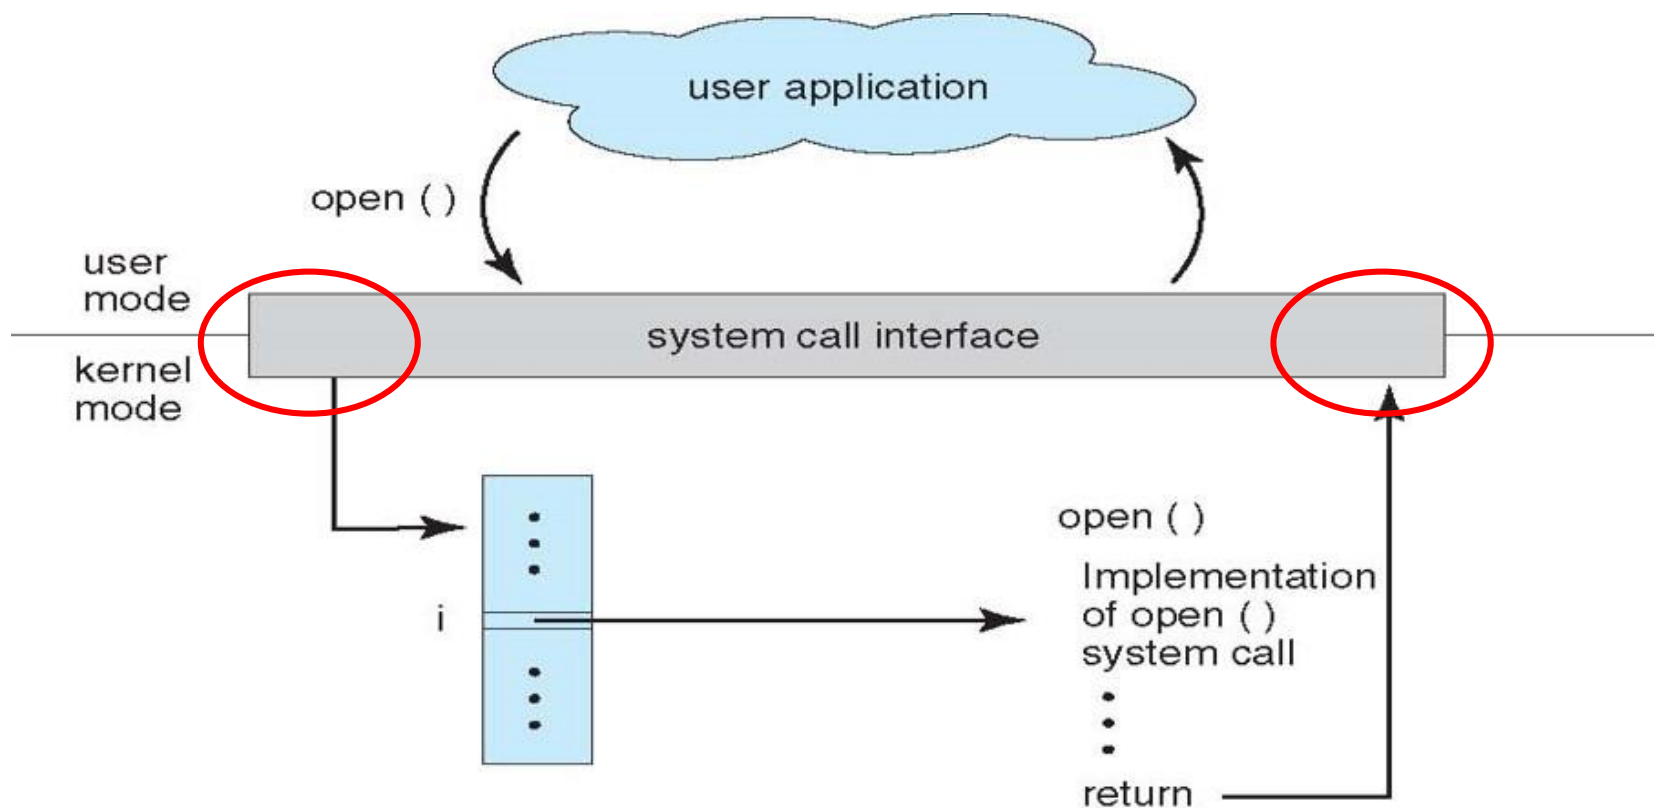 user application
open ( )
user
mode
system call interface
kernel
mode
open ( )
Implementation
of open ( )
system call
i
return